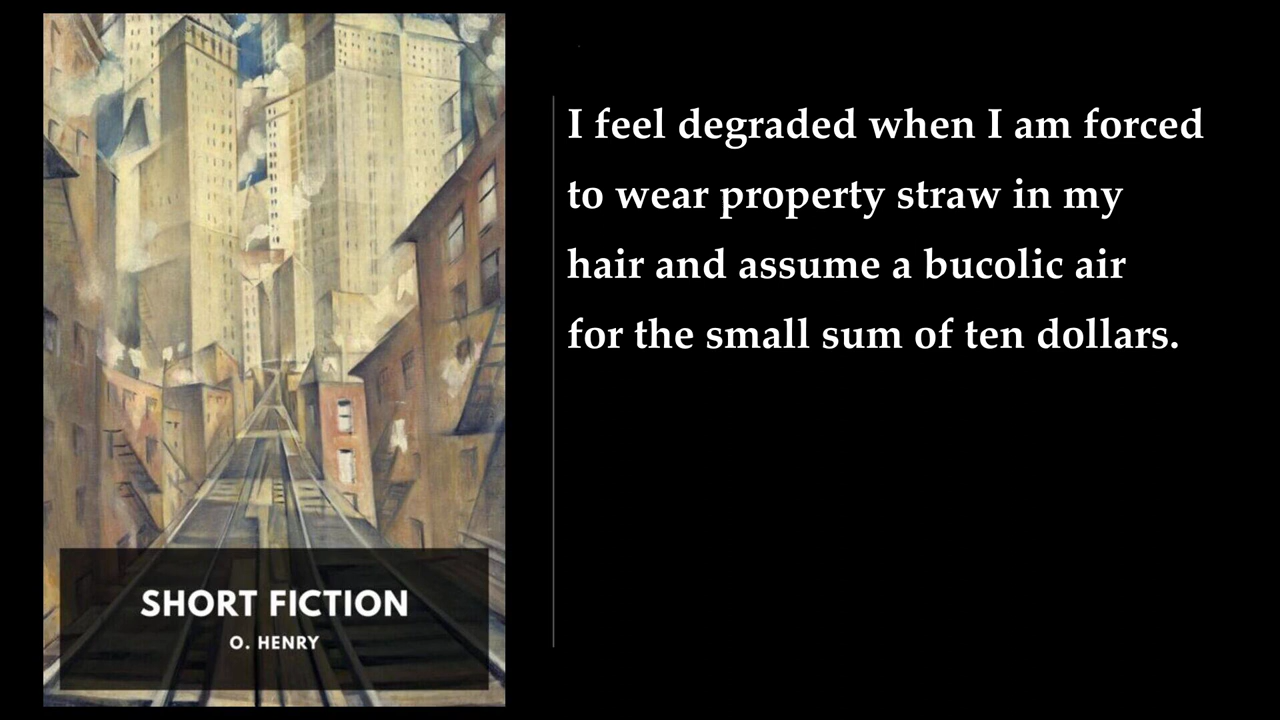 SHORT FICTION
O. HENRY
I feel degraded when I am forced
to wear property straw in my
hair and assume a bucolic air
for the small sum of ten dollars.